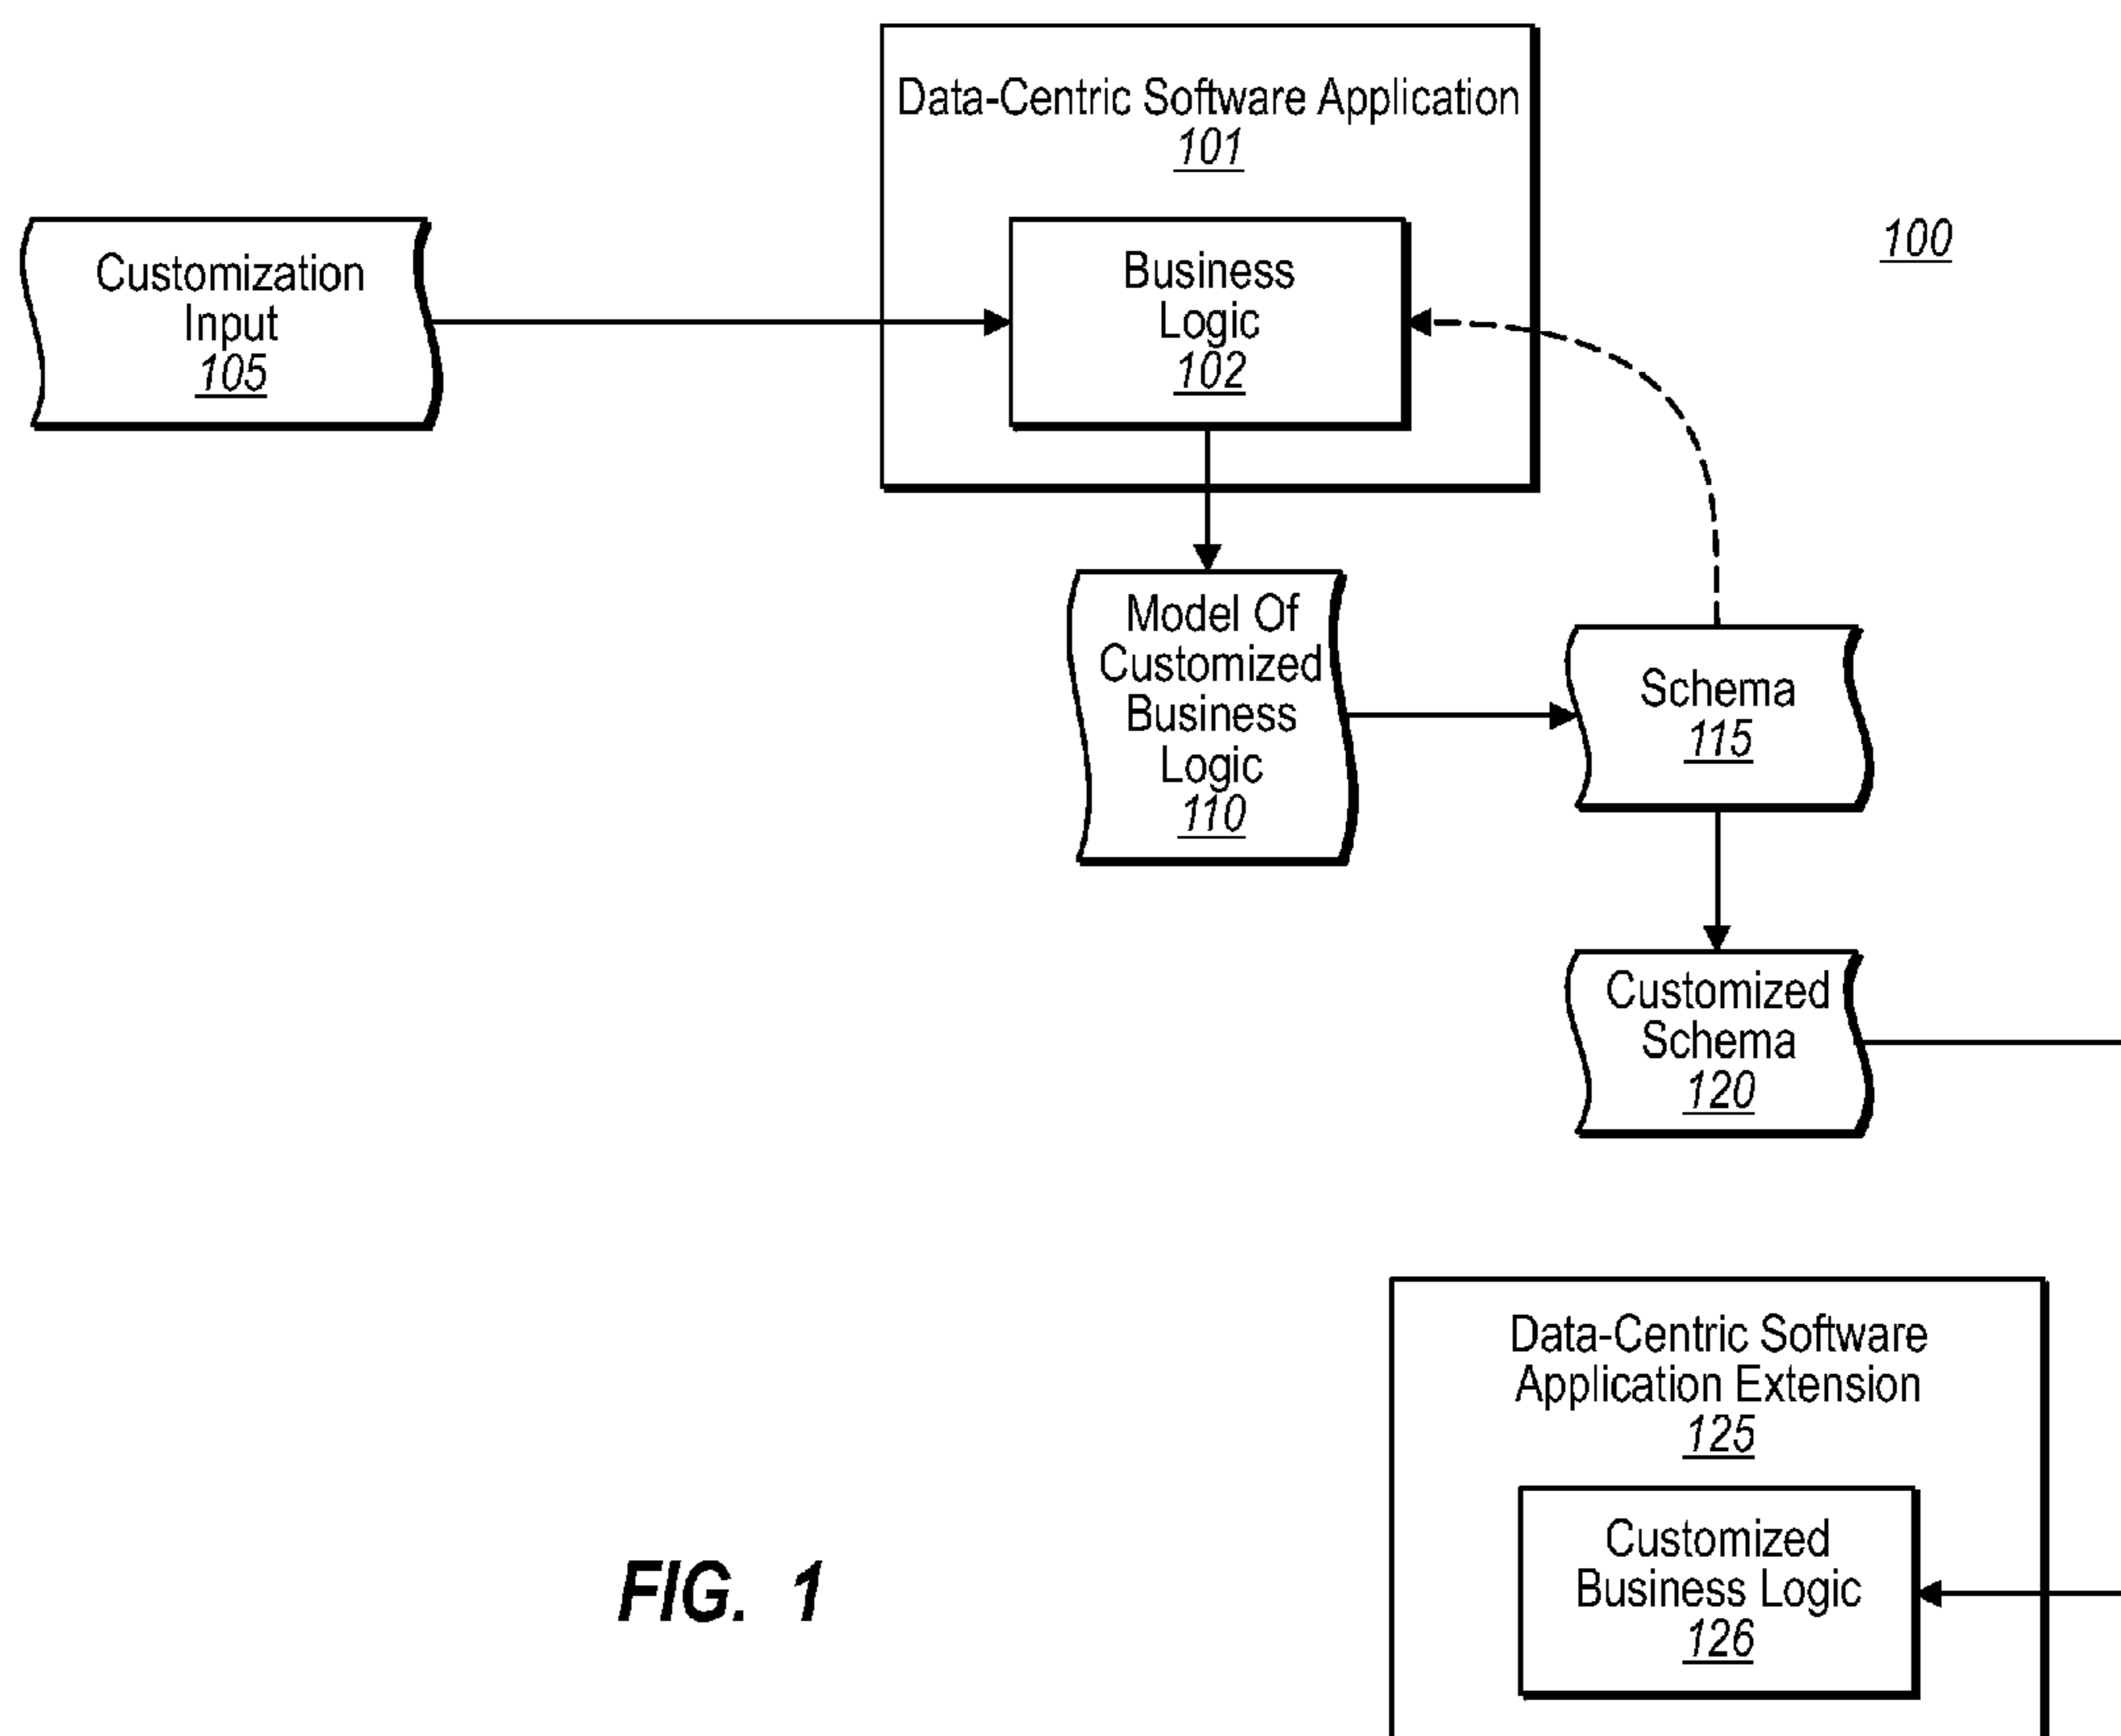 Data-Centric Software Application
101
100
Customization
Input
105
Business
Logic
102
Model Of
Customized
Business
Logic
110
Schema
115
Customized
Schema
120
Data-Centric Software
Application Extension
125
Customized
Business Logic
126
FIG. 1